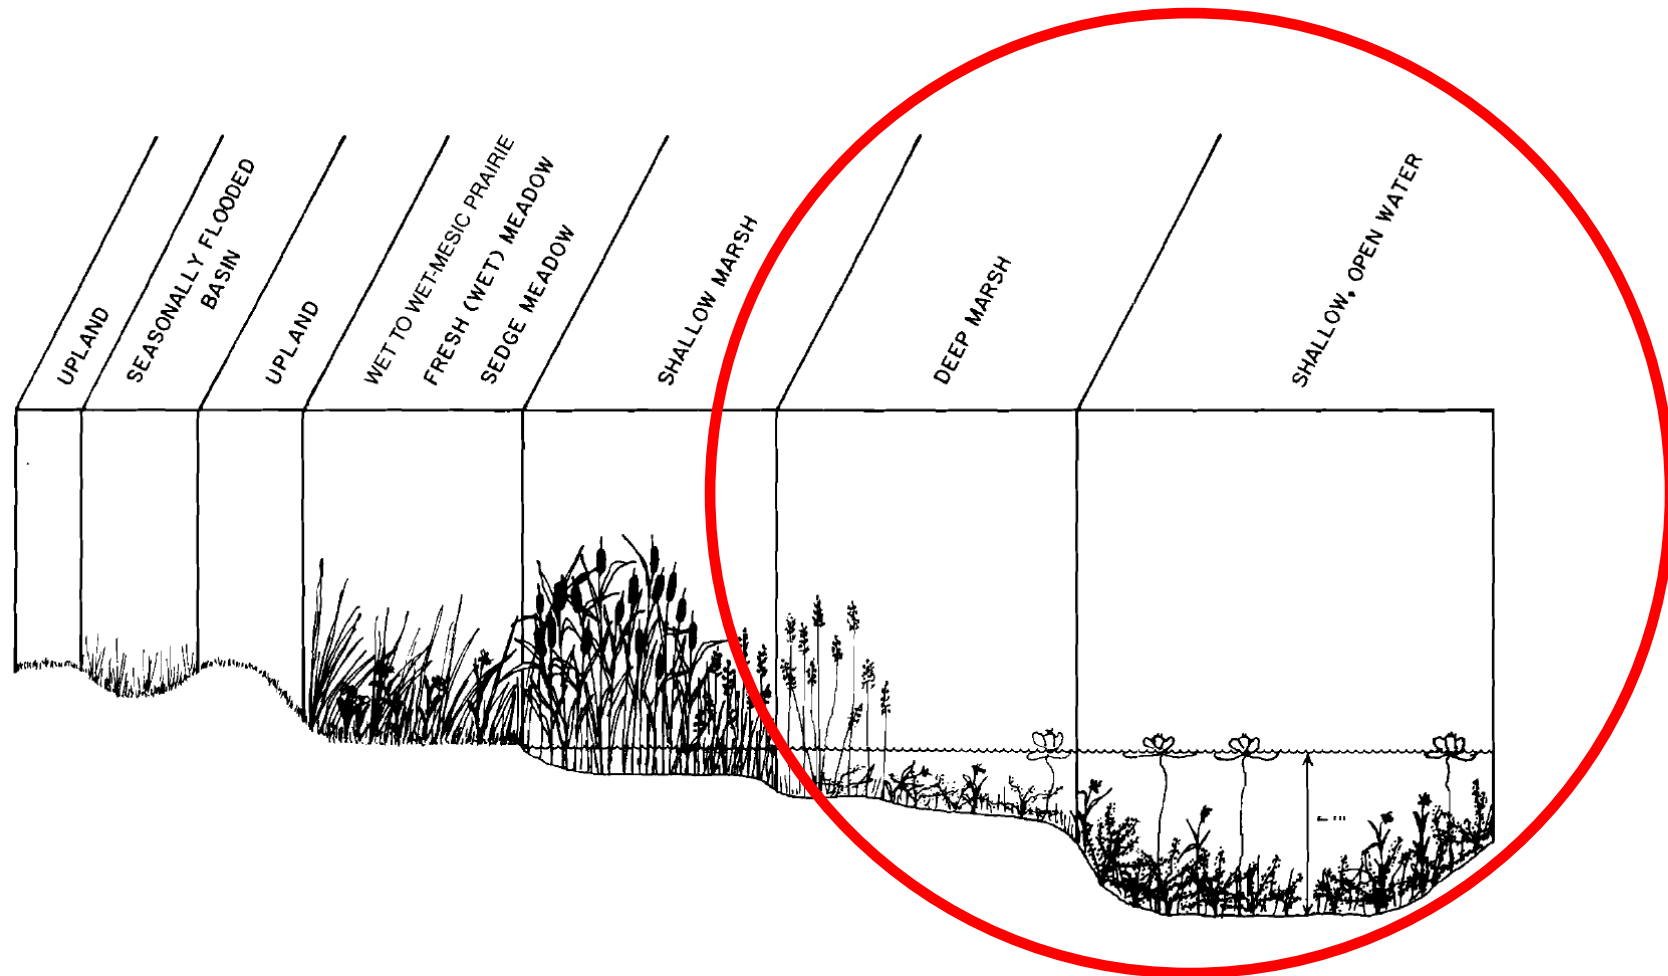 UPLAND
SEASONALLY FLOODED
BASIN
UPLAND
WET TO WET-MESIC PRAIRIE
FRESH (WET) MEADOW
SEDGE MEADOW
SHALLOW MARSH
DEEP MARSH
SHALLOW, OPEN WATER